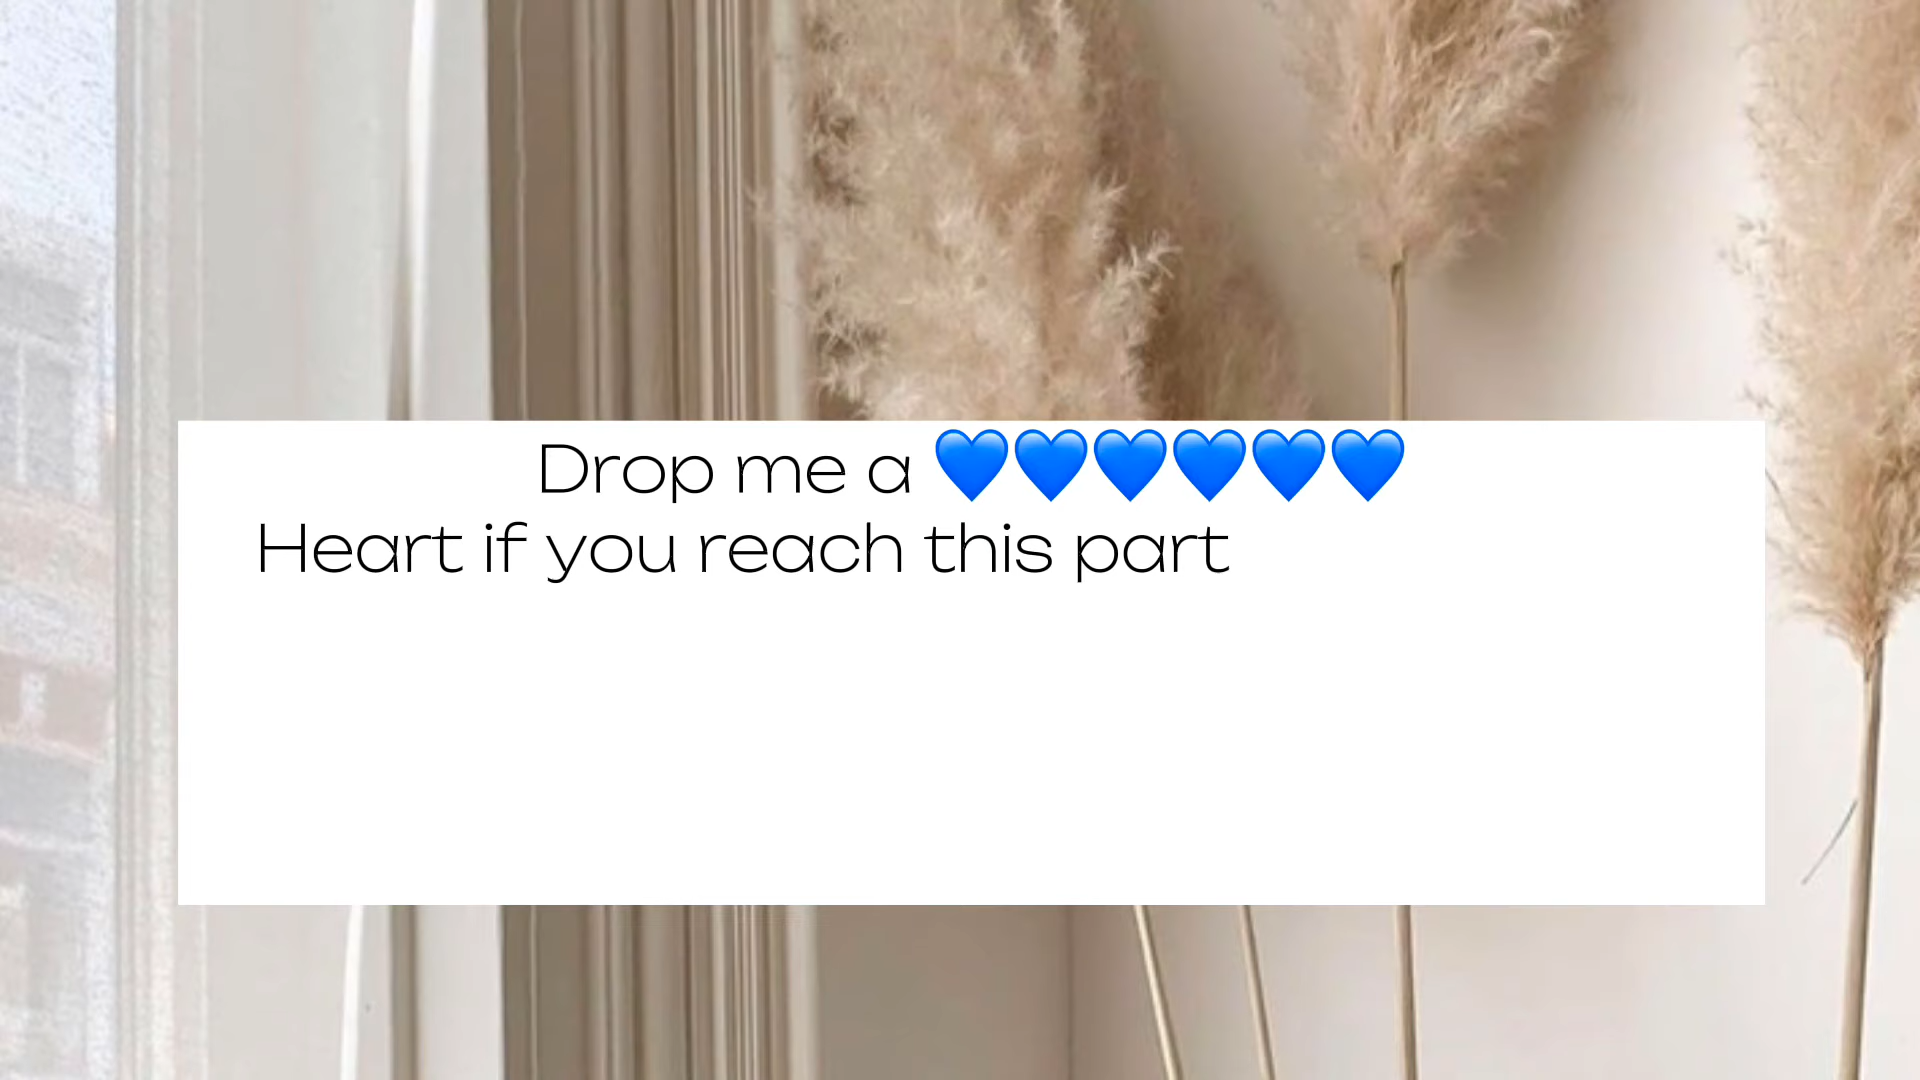 Drop me a 💙💙💙💙💙💙
Heart if you reach this part